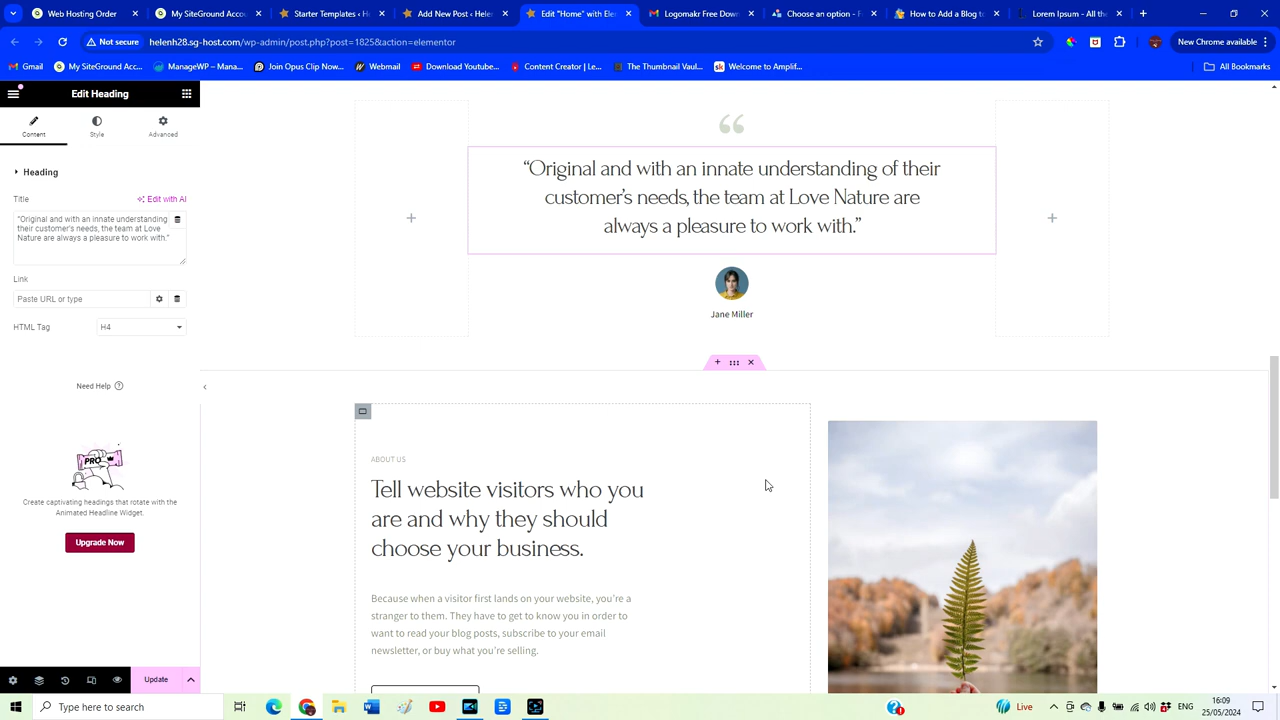 Web Hosting Order
My SiteGround Acco
Starter Templates ‹ H
Add New Post ‹ Helen
Edit "Home" with Elem
Logomakr Free Down
Choose an option - E
How to Add a Blog t
Lorem Ipsum - All the
Not secure
helenh28.sg-host.com/wp-admin/post.php?post=1825&action=elementor
New Chrome available
Gmail
My SiteGround Acc...
ManageWP – Mana...
Join Opus Clip Now...
Webmail
Download Youtube...
Content Creator | Le...
The Thumbnail Vaul...
Welcome to Amplif...
All Bookmarks
Edit Heading
Content
Style
Advanced
Heading
Title
Edit with AI
"Original and with an innate understanding
their customer's needs, the team at Love
Nature are always a pleasure to work with."
Link
Paste URL or type
HTML Tag
H4
Need Help
PRO
Create captivating headings that rotate with the
Animated Headline Widget.
Upgrade Now
Update
“Original and with an innate understanding of their
customer’s needs, the team at Love Nature are
always a pleasure to work with.”
Jane Miller
ABOUT US
Tell website visitors who you
are and why they should
choose your business.
Because when a visitor first lands on your website, you’re a
stranger to them. They have to get to know you in order to
want to read your blog posts, subscribe to your email
newsletter, or buy what you’re selling.
Type here to search
Live
ENG
16:09
25/05/2024